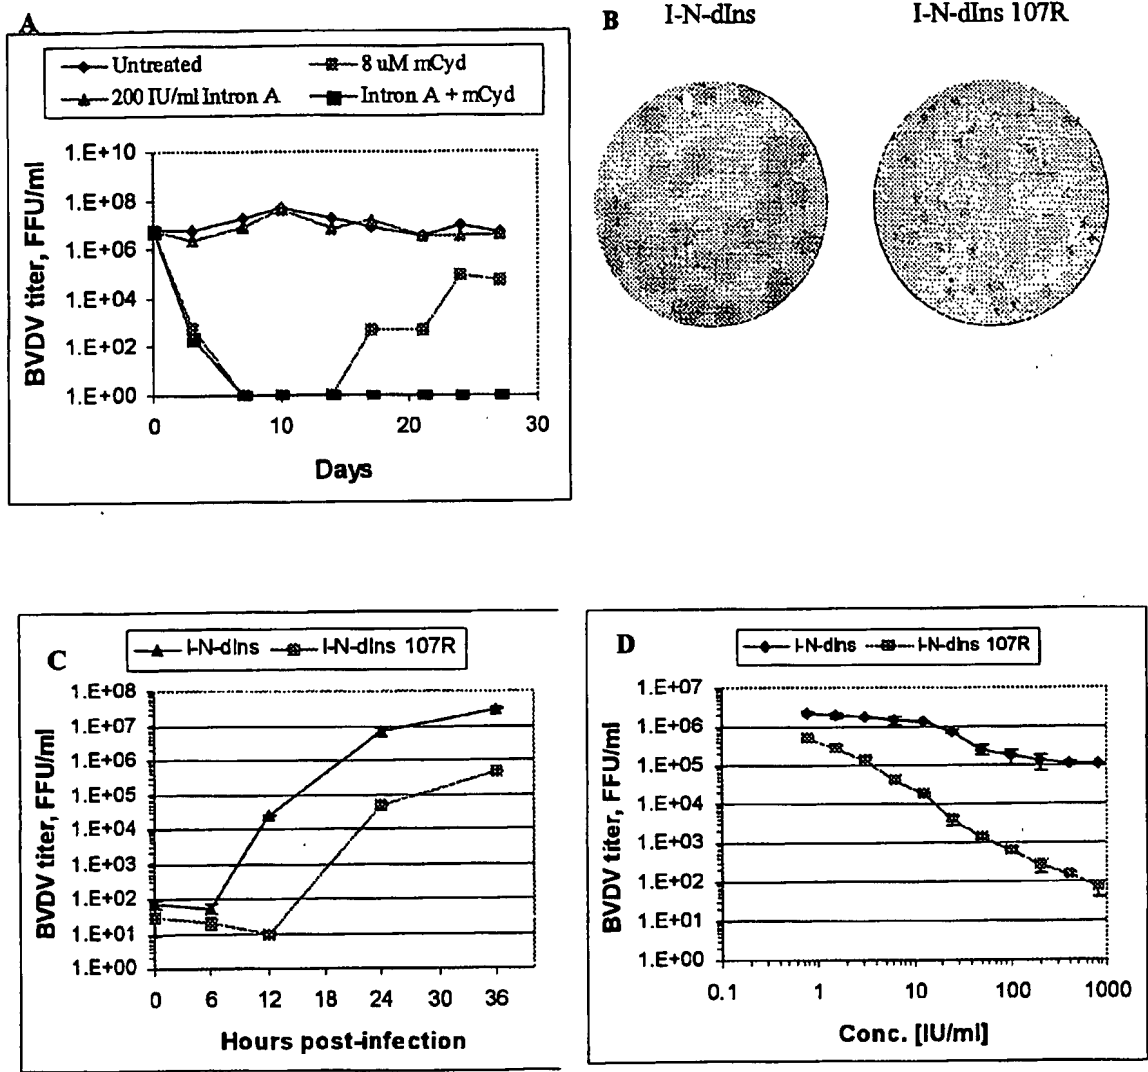 A
Untreated
8 uM mCyd
200 IU/ml Intron A
Intron A + mCyd
BVDV titer, FFU/ml
1.E+10
1.E+08
1.E+06
1.E+04
1.E+02
1.E+00
0 10 20 30
Days
B I-N-dIns I-N-dIns 107R
C
I-N-dIns I-N-dIns 107R
BVDV titer, FFU/ml
1.E+08
1.E+07
1.E+06
1.E+05
1.E+04
1.E+03
1.E+02
1.E+01
1.E+00
0 6 12 18 24 30 36
Hours post-infection
D
I-N-dIns I-N-dIns 107R
BVDV titer, FFU/ml
1.E+07
1.E+06
1.E+05
1.E+04
1.E+03
1.E+02
1.E+01
1.E+00
0.1 1 10 100 1000
Conc. [IU/ml]